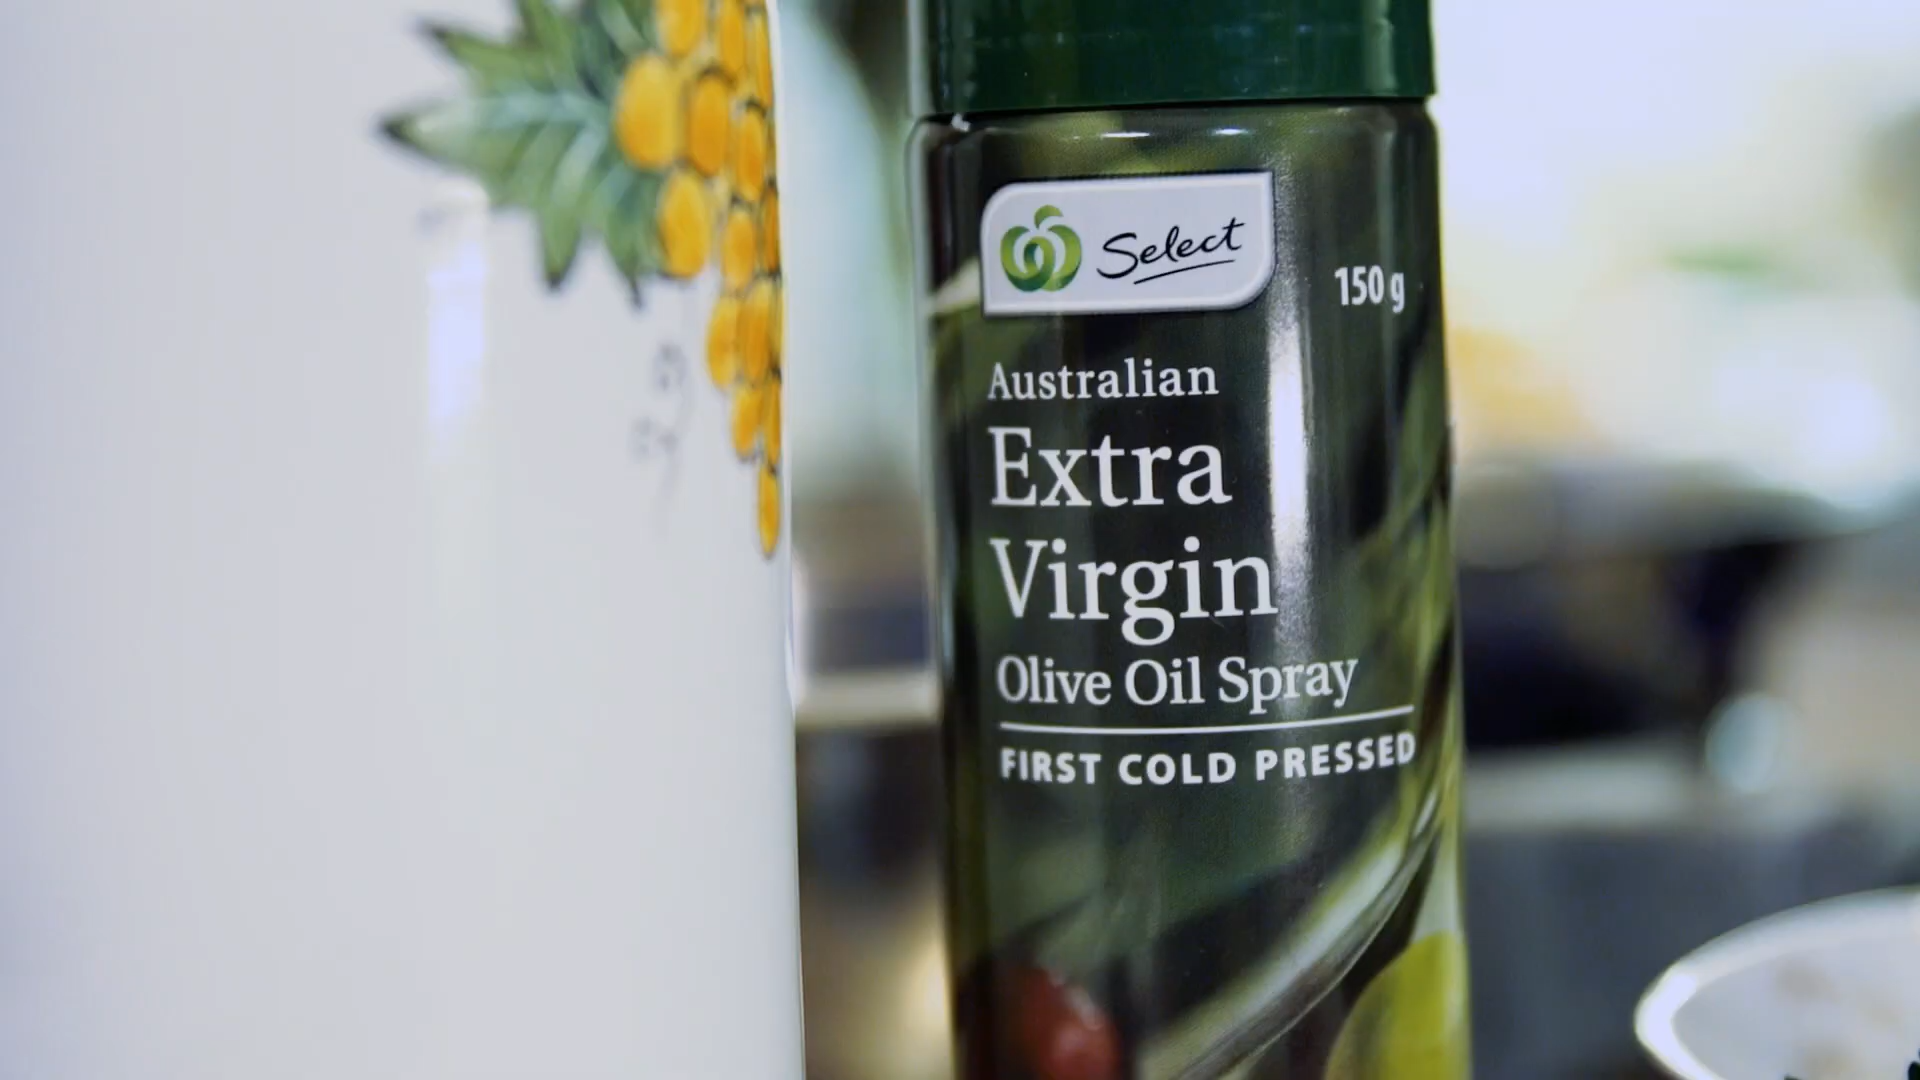 Select
150 g
Australian
Extra
Virgin
Olive Oil Spray
FIRST COLD PRESSED